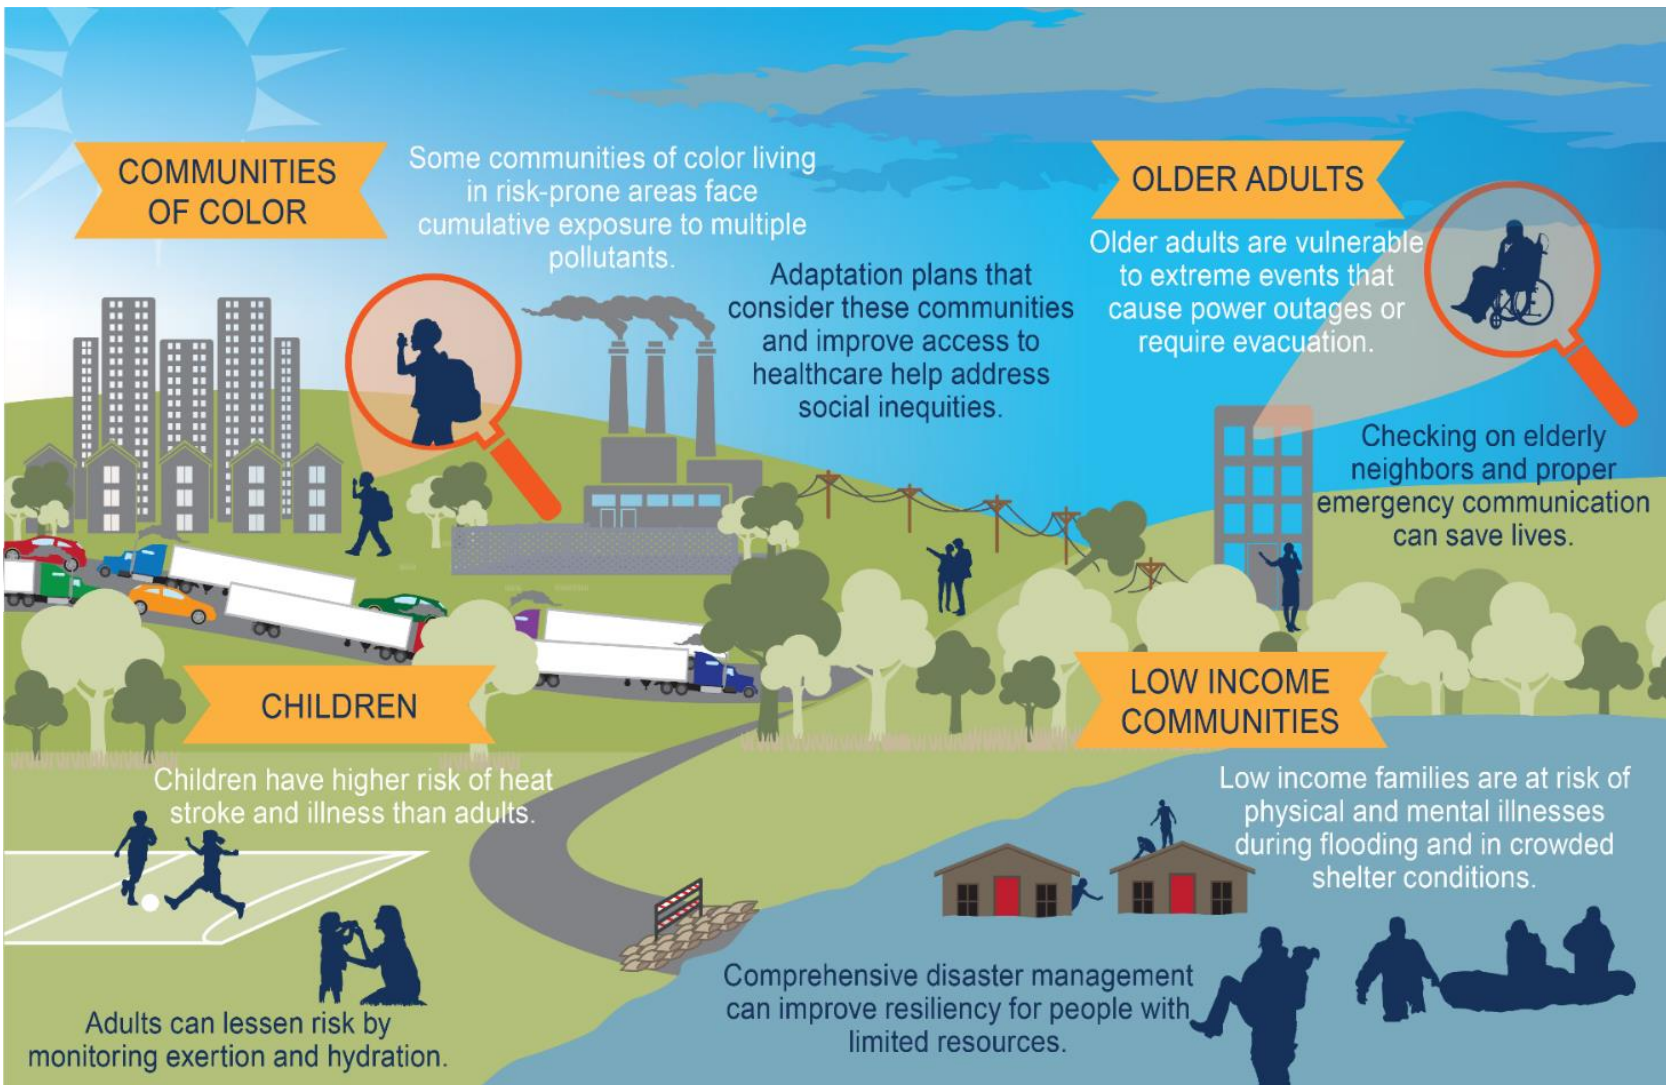 COMMUNITIES
OF COLOR
Some communities of color living
in risk-prone areas face
cumulative exposure to multiple
pollutants.
Adaptation plans that
consider these communities
and improve access to
healthcare help address
social inequities.
OLDER ADULTS
Older adults are vulnerable
to extreme events that
cause power outages or
require evacuation.
Checking on elderly
neighbors and proper
emergency communication
can save lives.
CHILDREN
Children have higher risk of heat
stroke and illness than adults.
Adults can lessen risk by
monitoring exertion and hydration.
LOW INCOME
COMMUNITIES
Low income families are at risk of
physical and mental illnesses
during flooding and in crowded
shelter conditions.
Comprehensive disaster management
can improve resiliency for people with
limited resources.